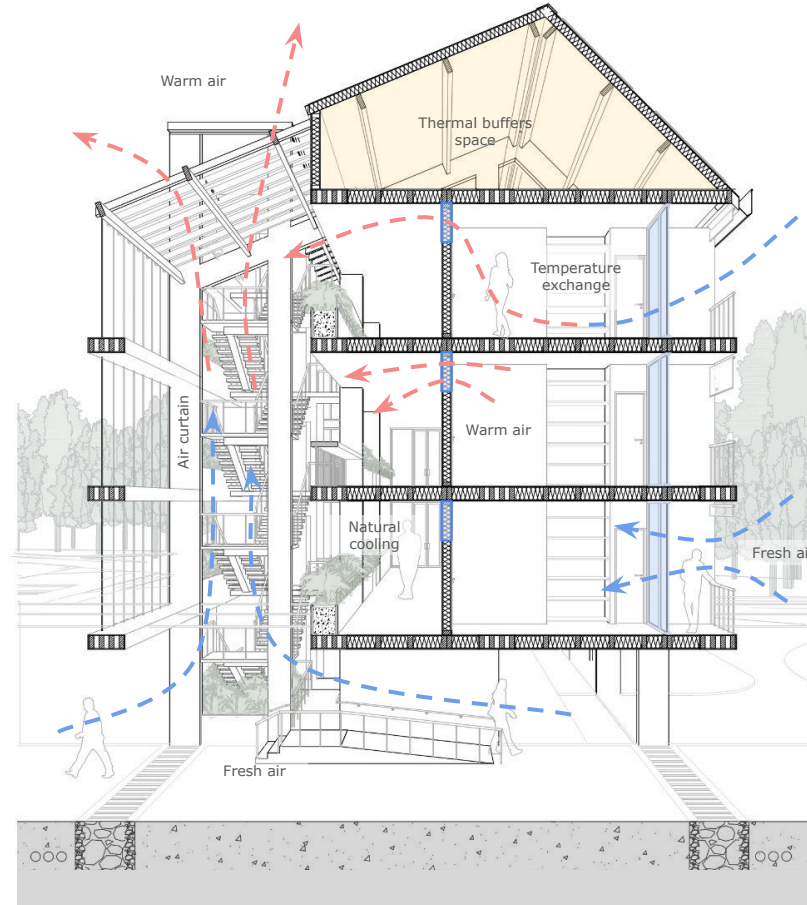 Warm air
Thermal buffers
space
Temperature
exchange
Air curtain
Warm air
Natural
cooling
Fresh ai
Fresh air